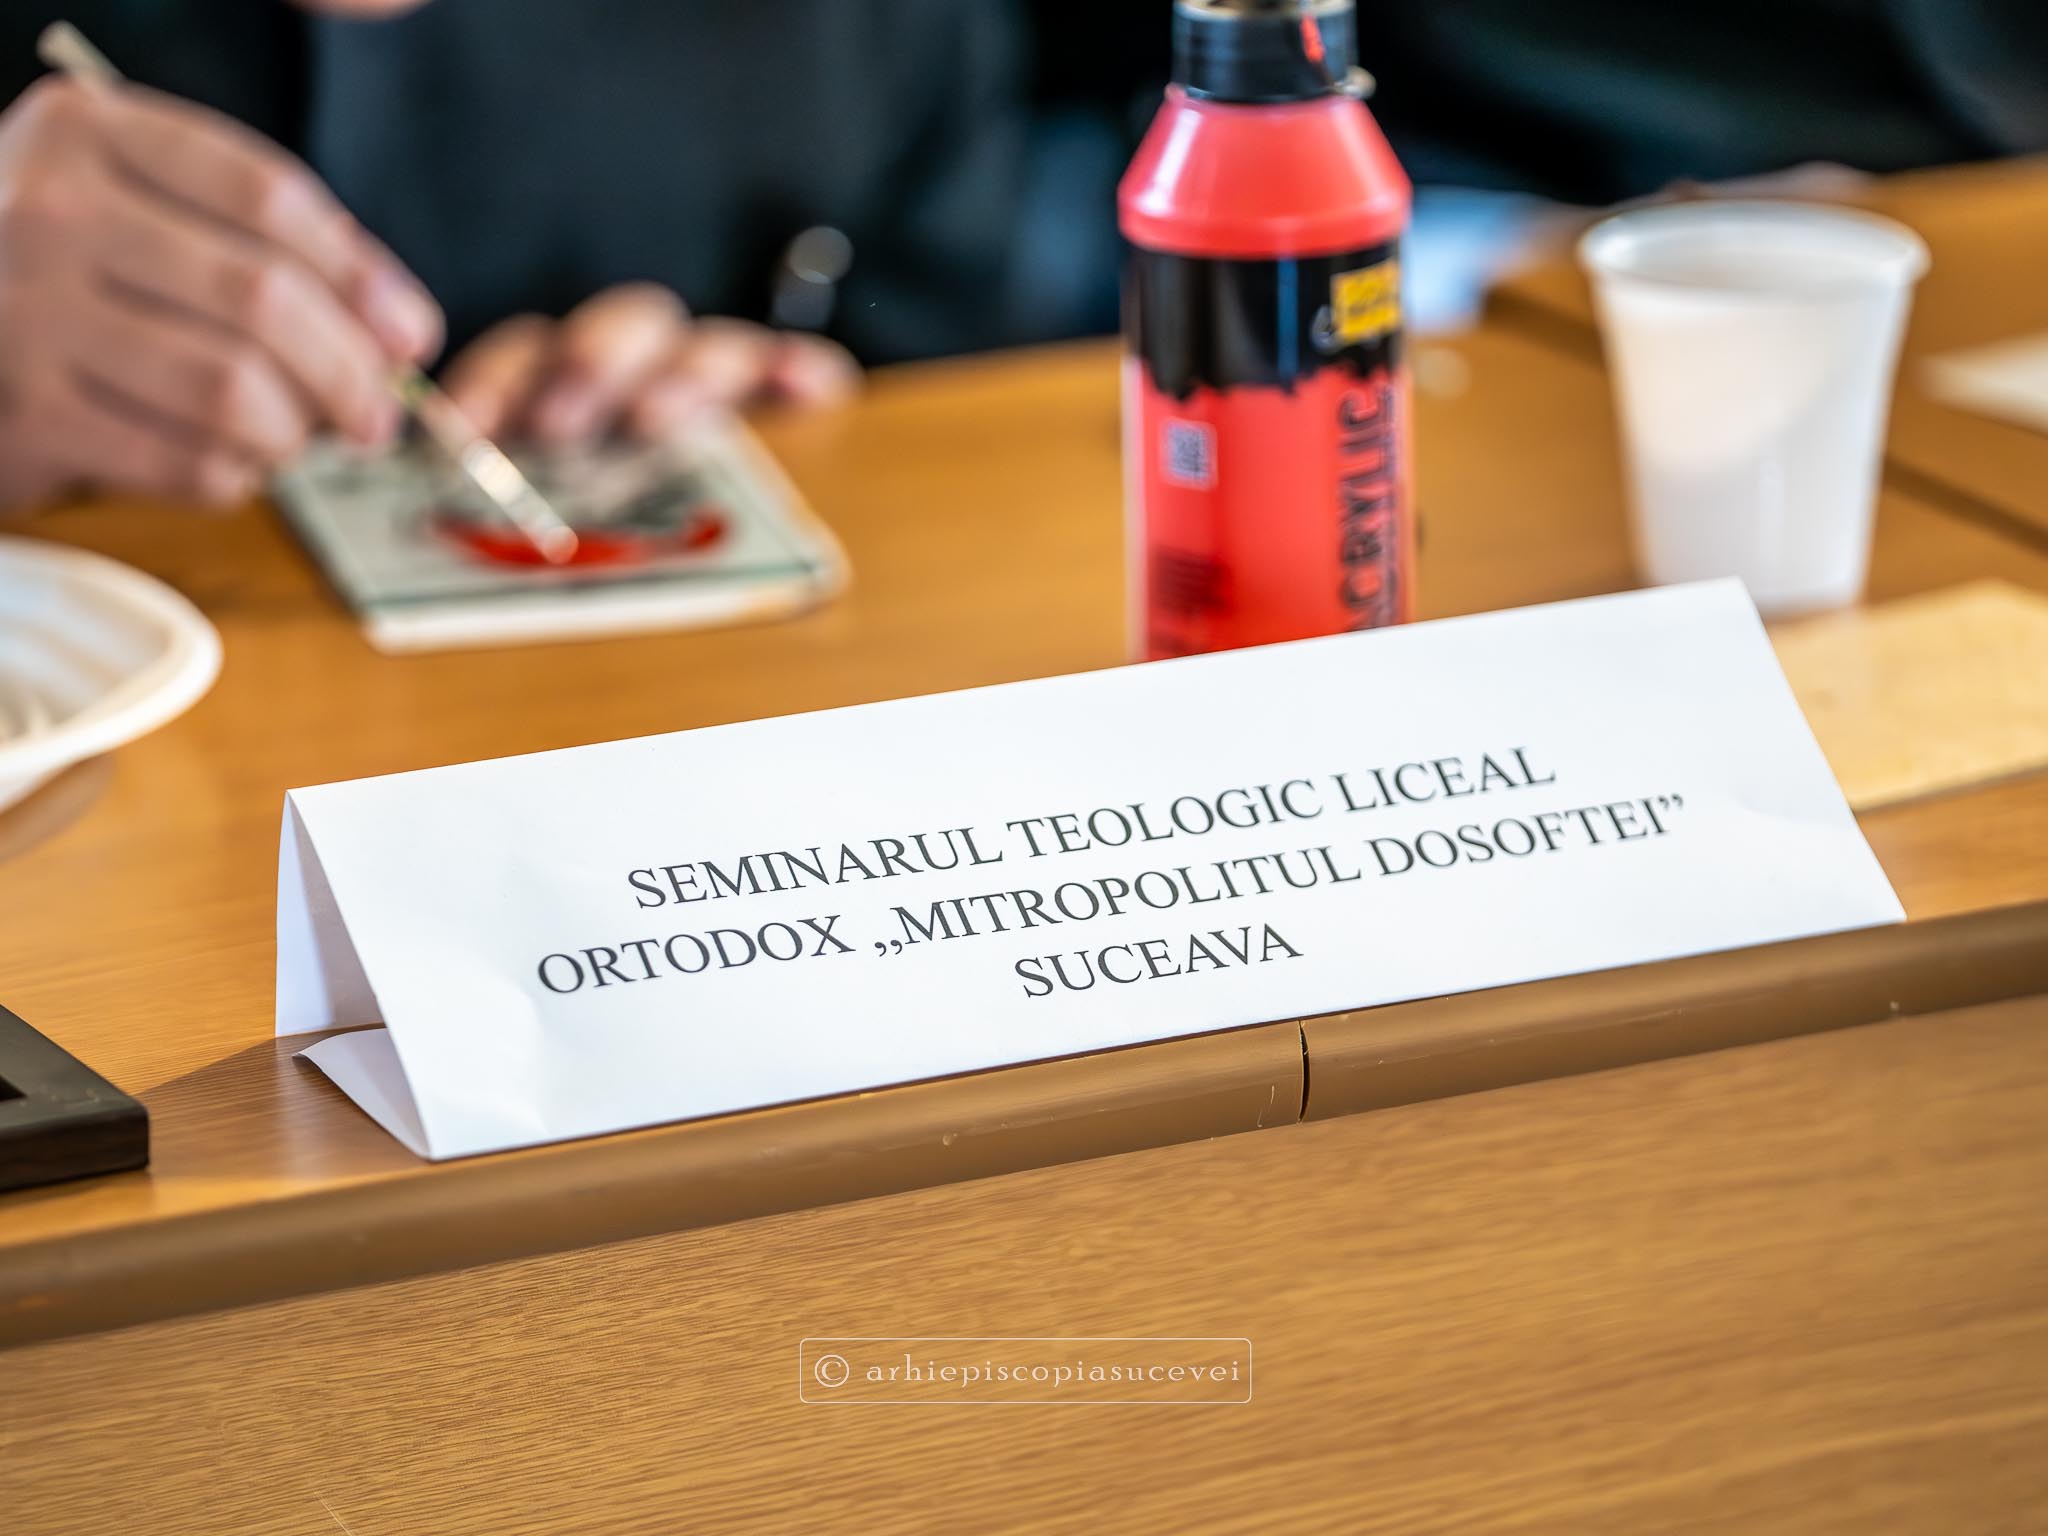 ACRYLIC
SEMINARUL TEOLOGIC LICEAL
ORTODOX „MITROPOLITUL DOSOFTEI”
SUCEAVA
© arhiepiscopiasucevei